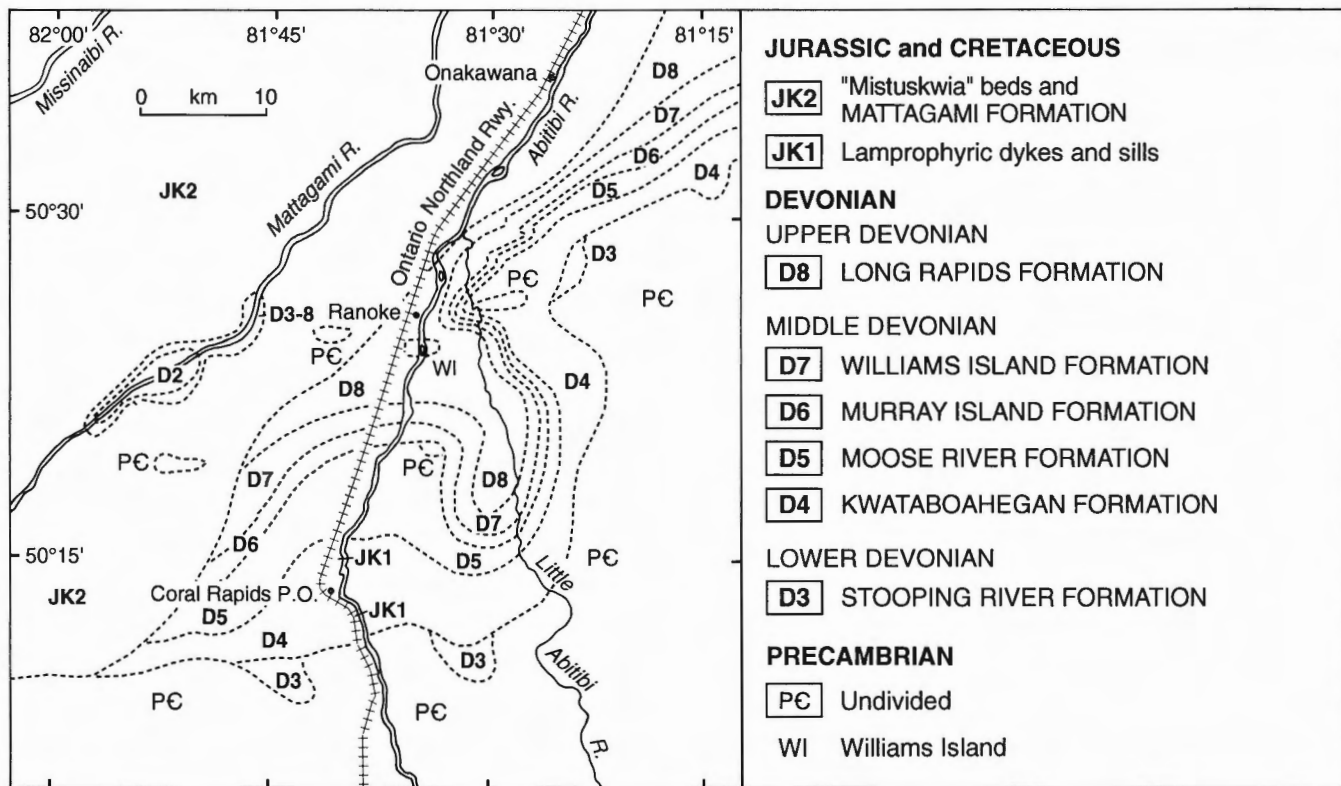 82°00' 81°45' 81°30' 81°15'
Missinaibi R.
0 km 10
Onakawana
D8
D7
D6
D4
D5
Abitibi R.
Ontario Northland Rwy.
Mattagami R.
JK2
50°30'
D3
PЄ
PЄ
D3-8
Ranoke
PЄ
WI
D2
D8
D4
PЄ
D7
PЄ
D8
D7
D6
D5
PЄ
50°15'
JK1
JK2
Coral Rapids P.O.
JK1
D5
D4
D3
D3
PЄ
PЄ
Little
Abitibi
R.
JURASSIC and CRETACEOUS
JK2 "Mistuskwia" beds and
MATTAGAMI FORMATION
JK1 Lamprophyric dykes and sills
DEVONIAN
UPPER DEVONIAN
D8 LONG RAPIDS FORMATION
MIDDLE DEVONIAN
D7 WILLIAMS ISLAND FORMATION
D6 MURRAY ISLAND FORMATION
D5 MOOSE RIVER FORMATION
D4 KWATABOAHEGAN FORMATION
LOWER DEVONIAN
D3 STOOPING RIVER FORMATION
PRECAMBRIAN
PЄ Undivided
WI Williams Island